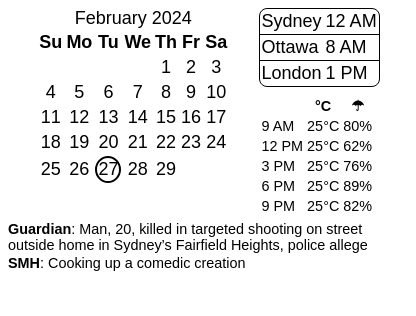 February 2024
Su Mo Tu We Th Fr Sa
1 2 3
4 5 6 7 8 9 10
11 12 13 14 15 16 17
18 19 20 21 22 23 24
25 26 27 28 29
Sydney 12 AM
Ottawa 8 AM
London 1 PM
°C ☂
9 AM 25°C 80%
12 PM 25°C 62%
3 PM 25°C 76%
6 PM 25°C 89%
9 PM 25°C 82%
Guardian: Man, 20, killed in targeted shooting on street
outside home in Sydney's Fairfield Heights, police allege
SMH: Cooking up a comedic creation